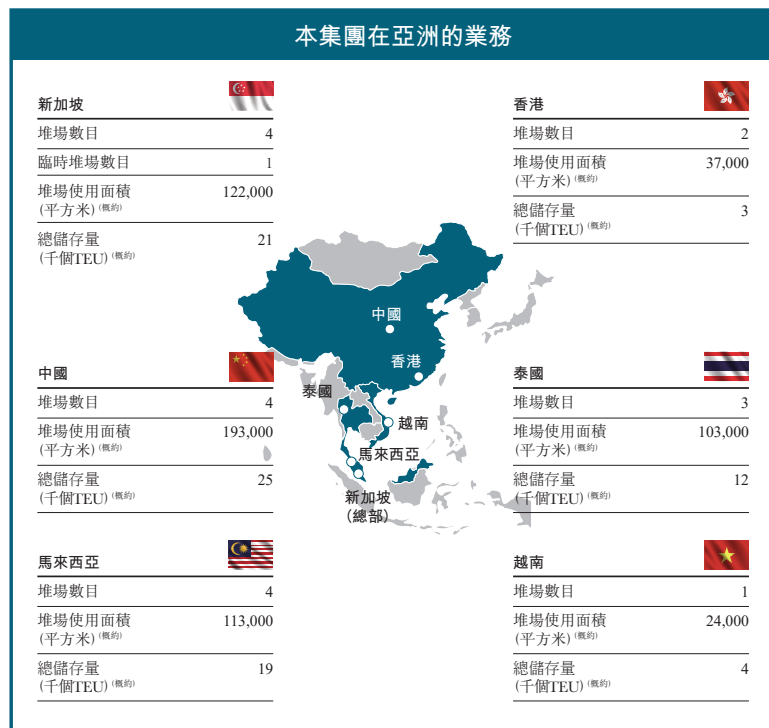 本集團在亞洲的業務
新加坡
堆場數目 4
臨時堆場數目 1
堆場使用面積 122,000
(平方米) (概約)
總儲存量 21
(千個TEU) (概約)
香港
堆場數目 2
堆場使用面積 37,000
(平方米) (概約)
總儲存量 3
(千個TEU) (概約)
中國
香港
泰國
越南
馬來西亞
新加坡
(總部)
中國
堆場數目 4
堆場使用面積 193,000
(平方米) (概約)
總儲存量 25
(千個TEU) (概約)
泰國
堆場數目 3
堆場使用面積 103,000
(平方米) (概約)
總儲存量 12
(千個TEU) (概約)
馬來西亞
堆場數目 4
堆場使用面積 113,000
(平方米) (概約)
總儲存量 19
(千個TEU) (概約)
越南
堆場數目 1
堆場使用面積 24,000
(平方米) (概約)
總儲存量 4
(千個TEU) (概約)